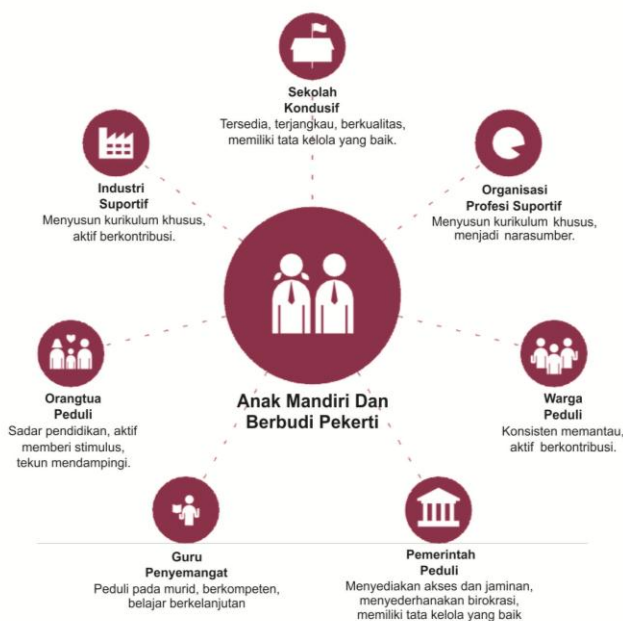 Sekolah
Kondusif
Tersedia, terjangkau, berkualitas,
memiliki tata kelola yang baik.
Industri
Suportif
Menyusun kurikulum khusus,
aktif berkontribusi.
Organisasi
Profesi Suportif
Menyusun kurikulum khusus,
menjadi narasumber.
Anak Mandiri Dan
Berbudi Pekerti
Orangtua
Peduli
Sadar pendidikan, aktif
memberi stimulus,
tekun mendampingi.
Warga
Peduli
Konsisten memantau,
aktif berkontribusi.
Guru
Penyemangat
Peduli pada murid, berkompeten,
belajar berkelanjutan
Pemerintah
Peduli
Menyediakan akses dan jaminan,
menyederhanakan birokrasi,
memiliki tata kelola yang baik